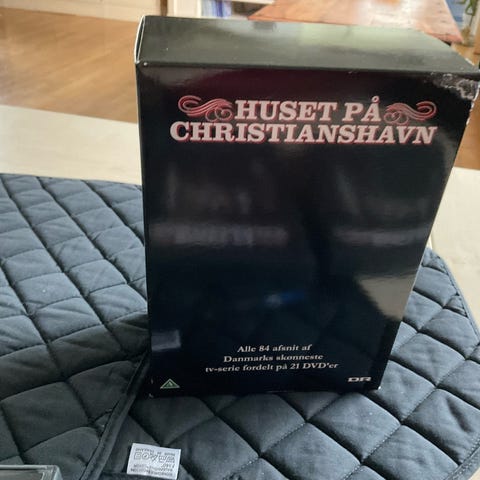 HUSET PÅ
CHRISTIANSHAVN
Alle 84 afsnit af
Danmarks skønneste
tv-serie fordelt på 21 DVD'er
DR